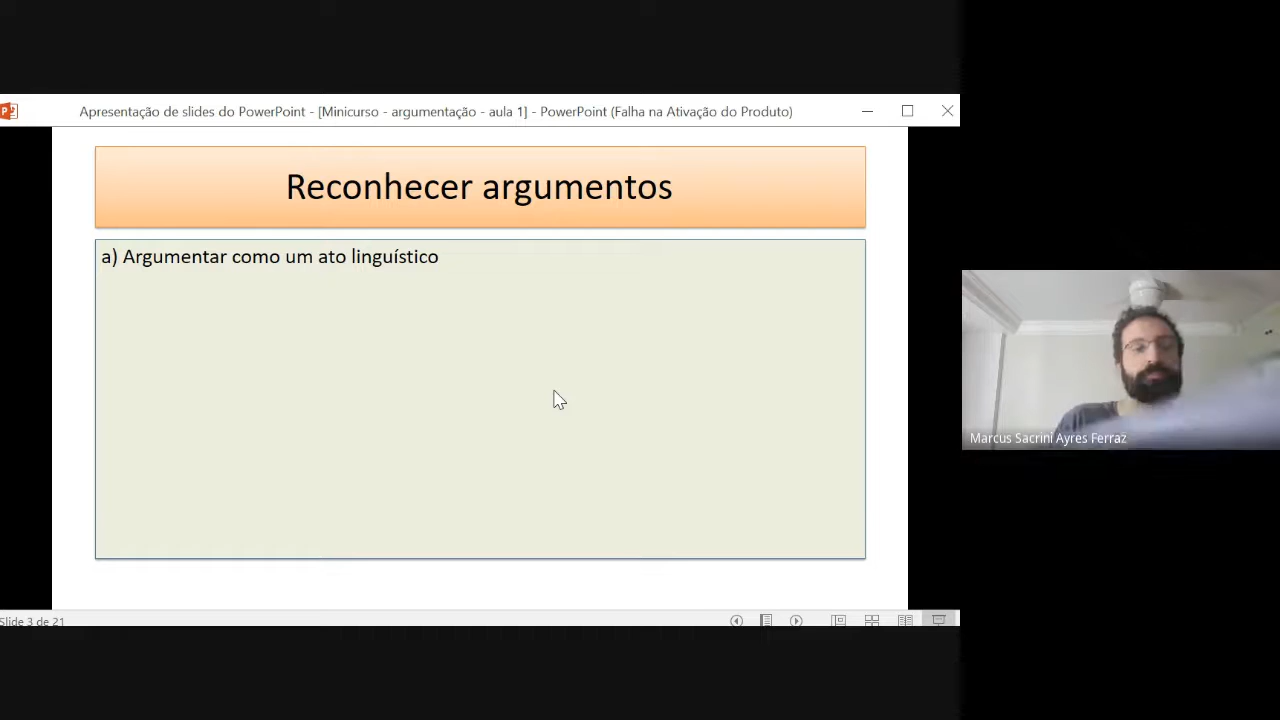 Apresentação de slides do PowerPoint - [Minicurso - argumentação - aula 1] - PowerPoint (Falha na Ativação do Produto)
Reconhecer argumentos
a) Argumentar como um ato linguístico
Marcus Sacrini Ayres Ferraz
Slide 3 de 21